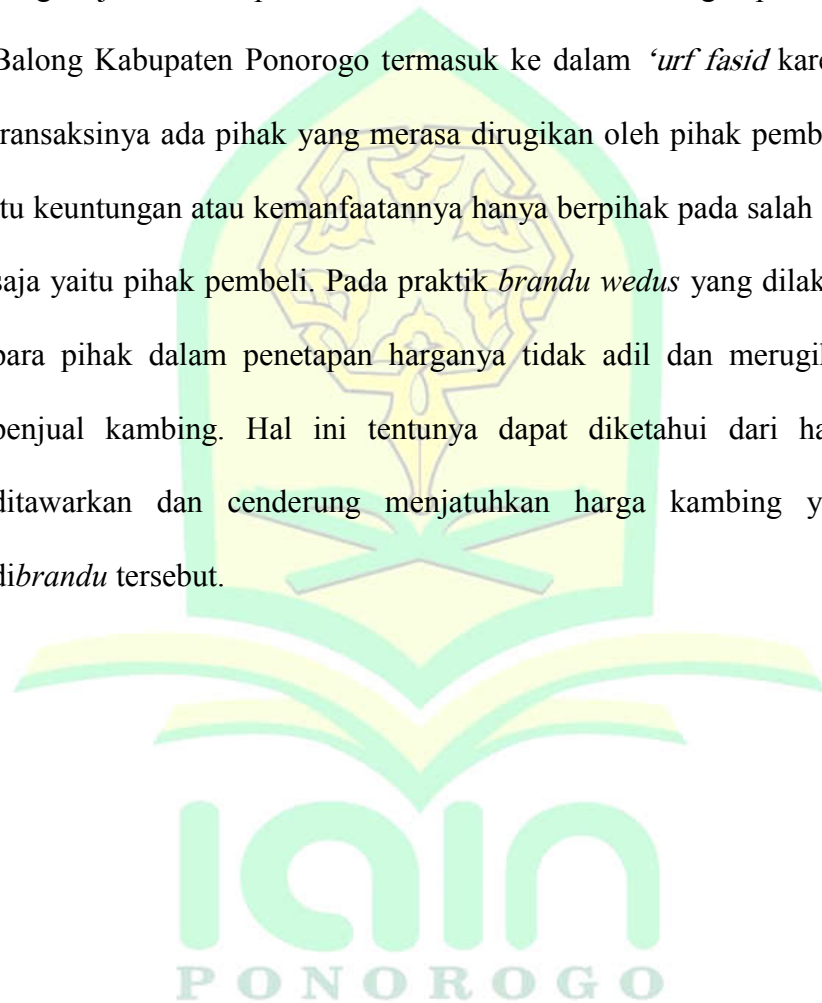 Balong Kabupaten Ponorogo termasuk ke dalam ‘urf fasid
ada pihak yang merasa dirugikan oleh pihak
keuntungan atau kemanfaatannya hanya berpihak pada salah
saja yaitu pihak pembeli. Pada praktik brandu wedus yang
para pihak dalam penetapan harganya tidak adil dan
penjual kambing. Hal ini tentunya dapat diketahui dari
ditawarkan dan cenderung menjatuhkan harga kambing
dibrandu tersebut.
iain
PONOROGO